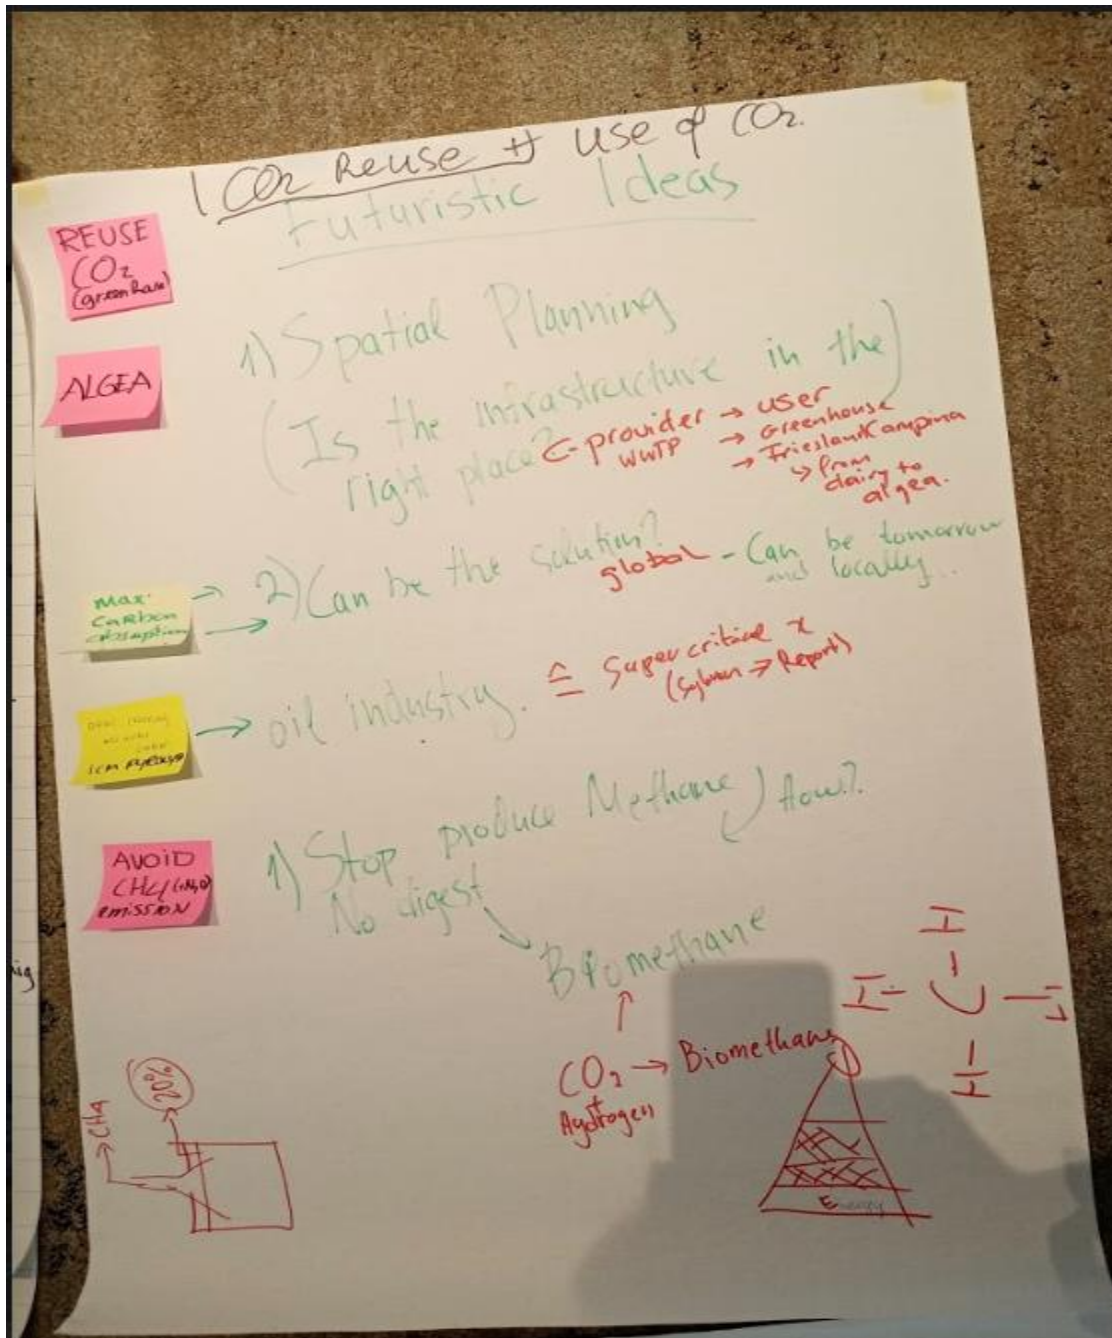 1 CO2 Reuse + Use of CO2.
Futuristic Ideas
REUSE
CO2
(greenhouse)
ALGEA
1) Spatial Planning
(Is the infrastructure in the
right place?)
C-provider → user
WWTP → Greenhouse
→ FrieslandCampina
↳ from
dairy to
algea.
max.
carbon
absorption
2) Can be the solution?
global - Can be tomorrow
and locally..
→ oil industry. ≙ Supercritical
(Sylvan → Report)
AVOID
CH4 (+N2O)
EMISSION
1) Stop produce Methane) How?
No digest
Biomethane
CO2 → Biomethane
+
Hydrogen
H
H - C - H
H
→CH4
→20%
Energy